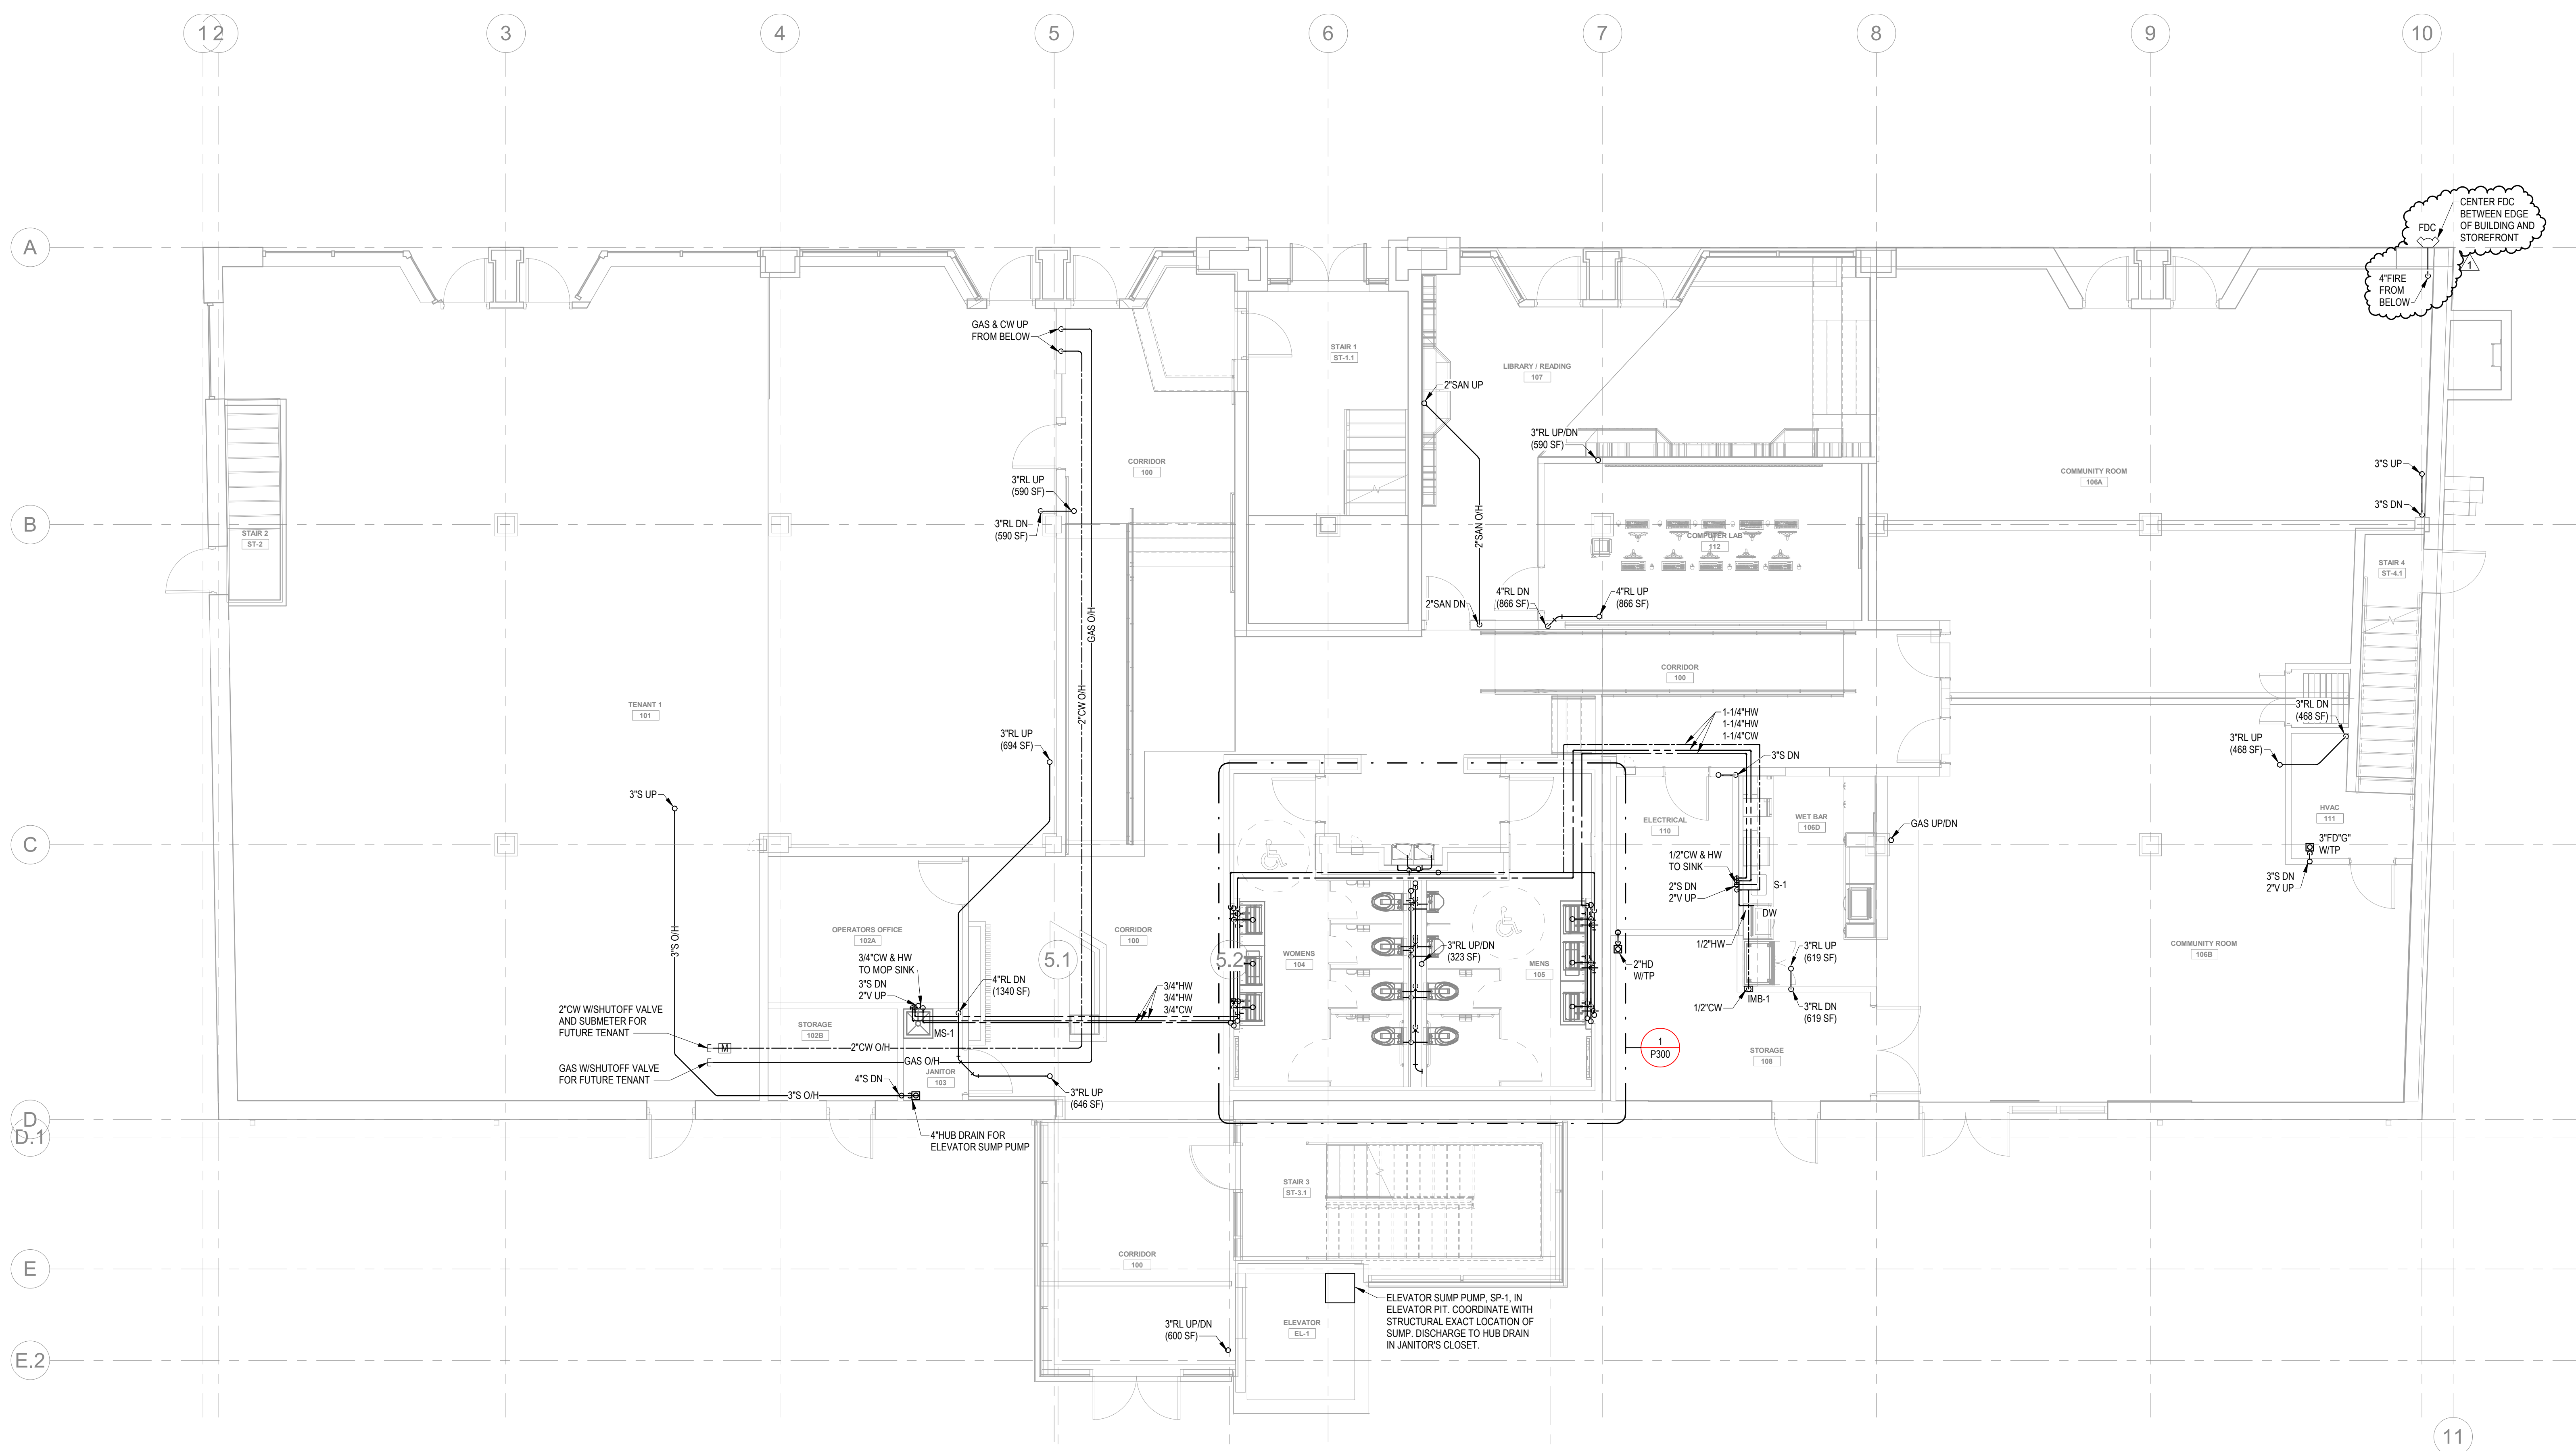 1
2
3
4
5
6
7
8
9
10
A
CENTER FDC
BETWEEN EDGE
OF BUILDING AND
STOREFRONT
FDC
1
4"FIRE
FROM
BELOW
GAS & CW UP
FROM BELOW
STAIR 1
ST-1.1
LIBRARY / READING
107
2"SAN UP
3"RL UP/DN
(590 SF)
CORRIDOR
100
COMMUNITY ROOM
106A
3"S UP
3"RL UP
(590 SF)
3"S DN
B
3"RL DN
(590 SF)
STAIR 2
ST-2
2"SAN O/H
COMPUTER LAB
112
STAIR 4
ST-4.1
4"RL DN
(866 SF)
4"RL UP
(866 SF)
2"SAN DN
GAS O/H
2"CW O/H
CORRIDOR
100
TENANT 1
101
3"RL UP
(694 SF)
1-1/4"HW
1-1/4"HW
1-1/4"CW
3"RL DN
(468 SF)
3"RL UP
(468 SF)
3"S DN
3"S UP
HVAC
111
WET BAR
106D
ELECTRICAL
110
GAS UP/DN
C
3"FD"G"
W/TP
1/2"CW & HW
TO SINK
3"S DN
2"V UP
2"S DN
2"V UP
S-1
DW
3"S O/H
OPERATORS OFFICE
102A
CORRIDOR
100
1/2"HW
COMMUNITY ROOM
106B
3"RL UP/DN
(323 SF)
3"RL UP
(619 SF)
5.1
5.2
WOMENS
104
MENS
105
2"HD
W/TP
3/4"CW & HW
TO MOP SINK
3"S DN
2"V UP
4"RL DN
(1340 SF)
3/4"HW
3/4"HW
3/4"CW
IMB-1
1/2"CW
3"RL DN
(619 SF)
2"CW W/SHUTOFF VALVE
AND SUBMETER FOR
FUTURE TENANT
STORAGE
102B
MS-1
M
2"CW O/H
1
P300
STORAGE
108
GAS O/H
GAS W/SHUTOFF VALVE
FOR FUTURE TENANT
JANITOR
103
4"S DN
3"S O/H
3"RL UP
(646 SF)
D
D.1
4"HUB DRAIN FOR
ELEVATOR SUMP PUMP
STAIR 3
ST-3.1
CORRIDOR
100
E
ELEVATOR SUMP PUMP, SP-1, IN
ELEVATOR PIT. COORDINATE WITH
STRUCTURAL EXACT LOCATION OF
SUMP. DISCHARGE TO HUB DRAIN
IN JANITOR'S CLOSET.
3"RL UP/DN
(600 SF)
ELEVATOR
EL-1
E.2
11